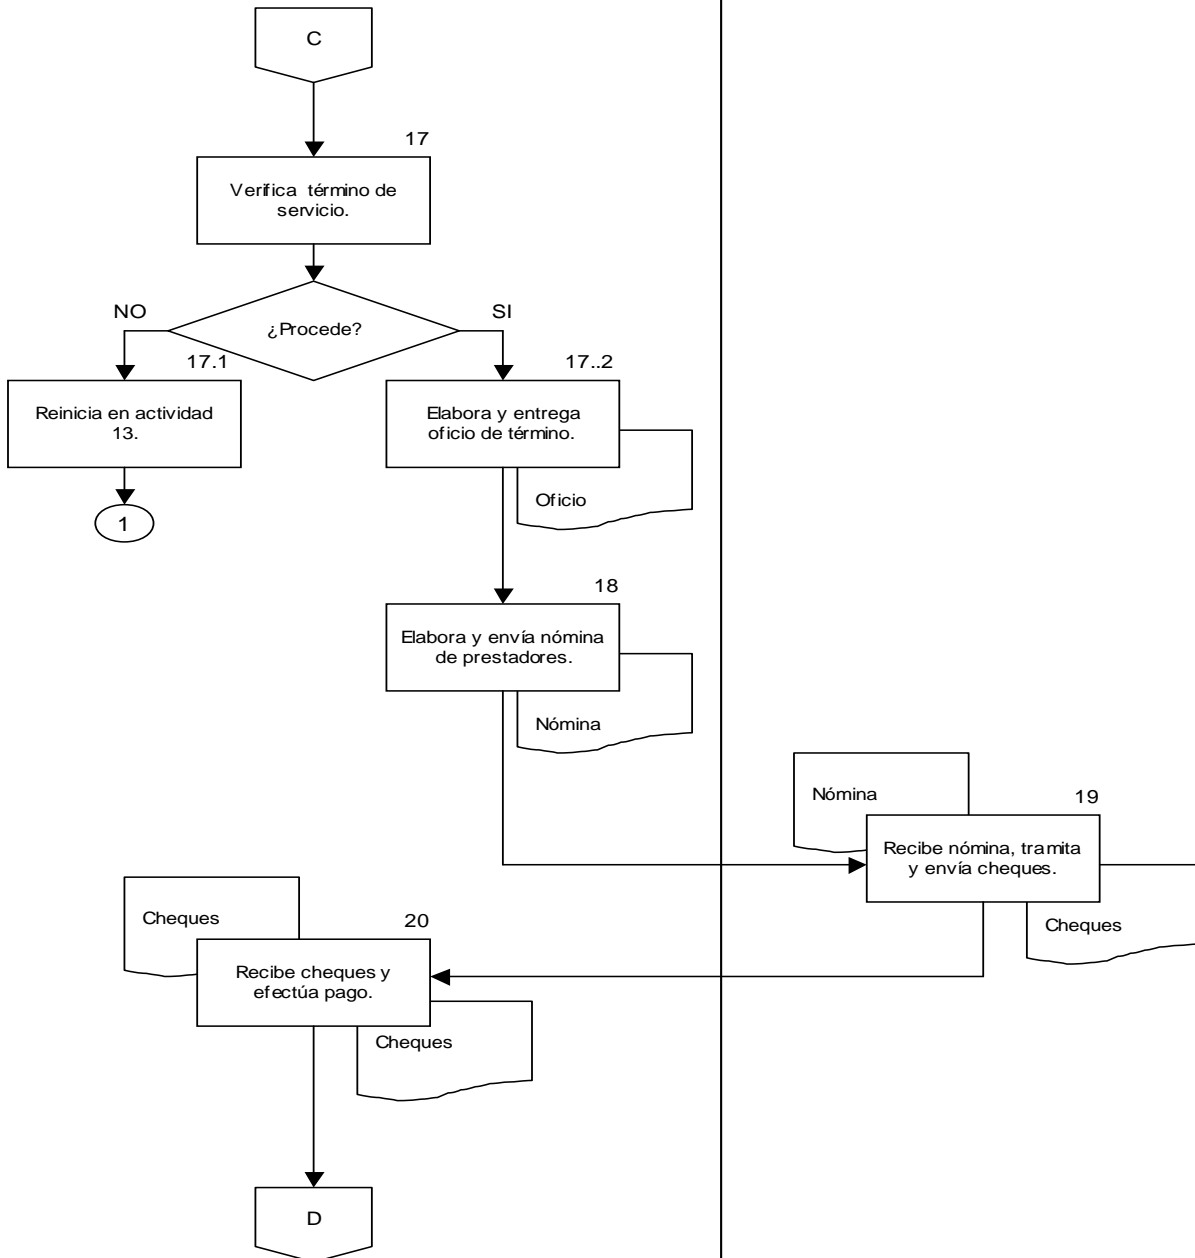 C
17
Verifica término de
servicio.
NO
¿Procede?
SI
17.1
17..2
Reinicia en actividad
13.
Elabora y entrega
oficio de término.
1
Oficio
18
Elabora y envía nómina
de prestadores.
Nómina
Nómina
19
Recibe nómina, tramita
y envía cheques.
Cheques
Cheques
20
Recibe cheques y
efectúa pago.
Cheques
D